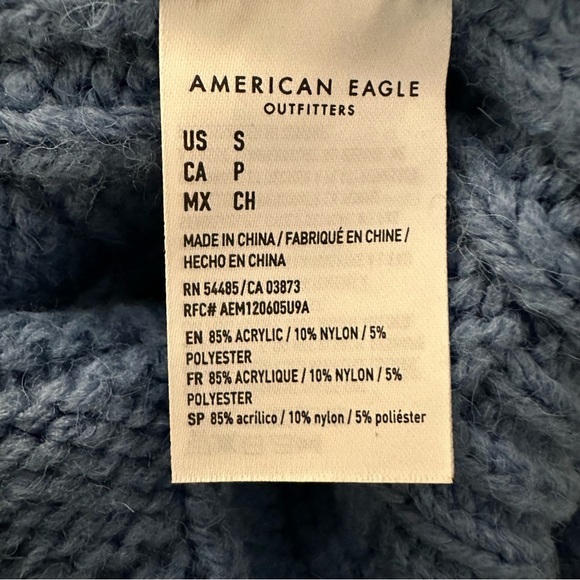 AMERICAN EAGLE
OUTFITTERS
US S
CA P
MX CH
MADE IN CHINA / FABRIQUÉ EN CHINE /
HECHO EN CHINA
RN 54485/CA 03873
RFC# AEM120605U9A
EN 85% ACRYLIC / 10% NYLON / 5%
POLYESTER
FR 85% ACRYLIQUE / 10% NYLON / 5%
POLYESTER
SP 85% acrílico / 10% nylon / 5% poliéster